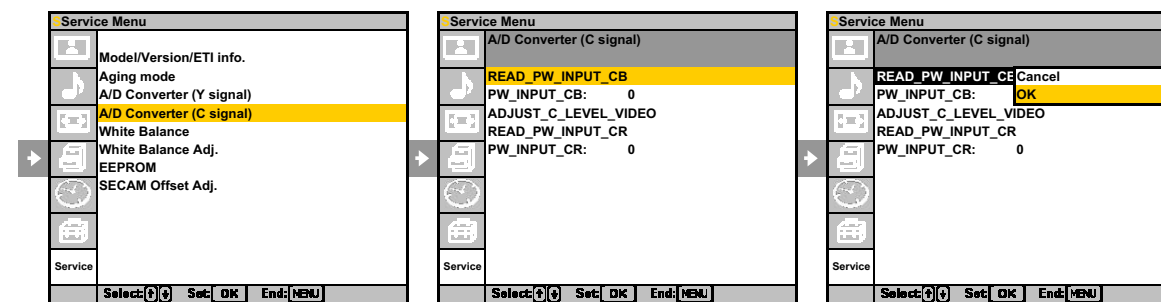 Service Menu
Model/Version/ETI info.
Aging mode
A/D Converter (Y signal)
A/D Converter (C signal)
White Balance
White Balance Adj.
EEPROM
SECAM Offset Adj.
Service
Select: Set: OK End: MENU
Service Menu
A/D Converter (C signal)
READ_PW_INPUT_CB
PW_INPUT_CB: 0
ADJUST_C_LEVEL_VIDEO
READ_PW_INPUT_CR
PW_INPUT_CR: 0
Service
Select: Set: OK End: MENU
Service Menu
A/D Converter (C signal)
READ_PW_INPUT_CB Cancel
PW_INPUT_CB: OK
ADJUST_C_LEVEL_VIDEO
READ_PW_INPUT_CR
PW_INPUT_CR: 0
Service
Select: Set: OK End: MENU